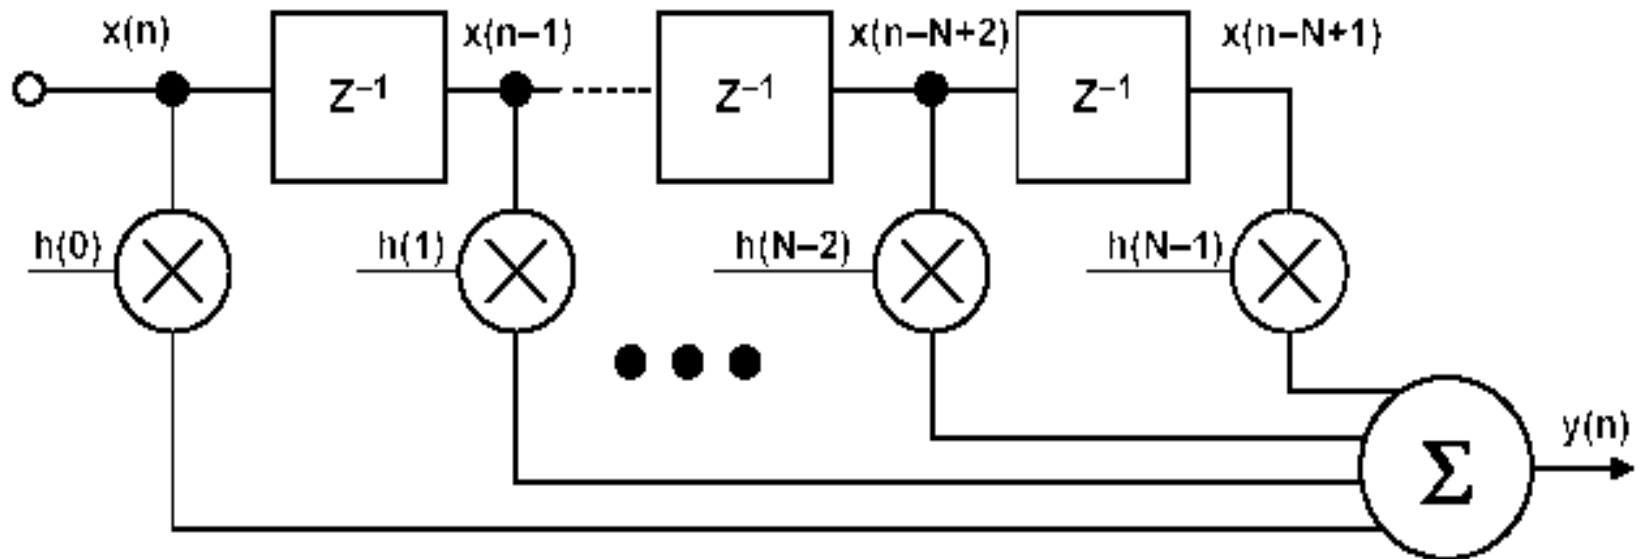 x(n) x(n–1) x(n–N+2) x(n–N+1)
Z⁻¹ Z⁻¹ Z⁻¹
h(0) h(1) h(N–2) h(N–1)
y(n)
Σ